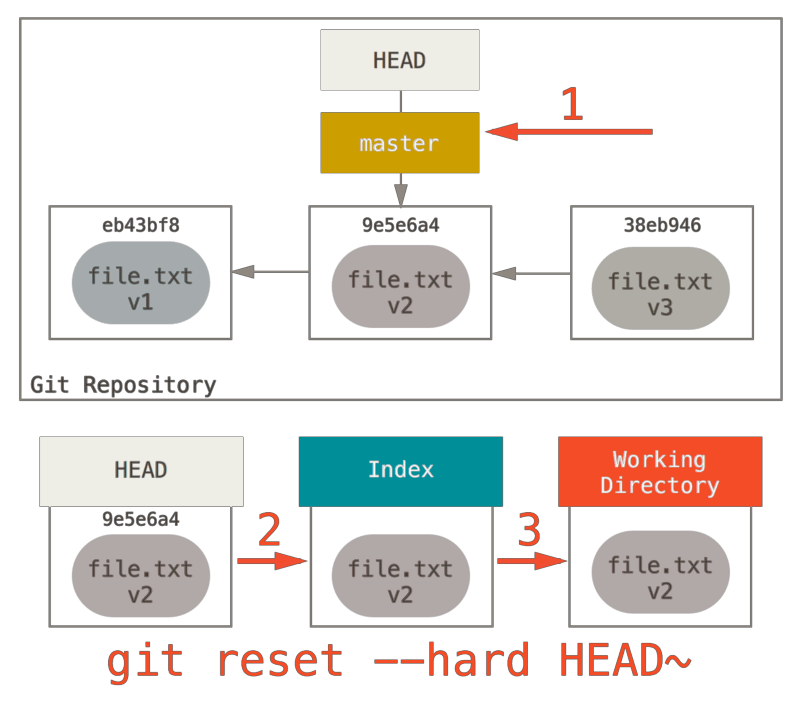 HEAD
1
master
eb43bf8
9e5e6a4
38eb946
file.txt
v1
file.txt
v2
file.txt
v3
Git Repository
HEAD
Index
Working
Directory
9e5e6a4
2
3
file.txt
v2
file.txt
v2
file.txt
v2
git reset --hard HEAD~